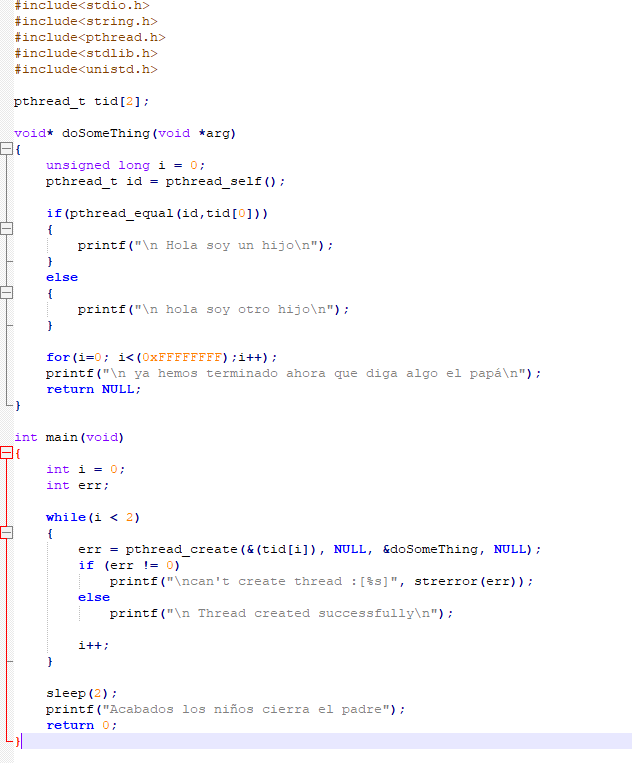 #include<stdio.h>
#include<string.h>
#include<pthread.h>
#include<stdlib.h>
#include<unistd.h>

pthread_t tid[2];

void* doSomeThing(void *arg)
{
    unsigned long i = 0;
    pthread_t id = pthread_self();

    if(pthread_equal(id,tid[0]))
    {
        printf("\n Hola soy un hijo\n");
    }
    else
    {
        printf("\n hola soy otro hijo\n");
    }

    for(i=0; i<(0xFFFFFFFF);i++);
    printf("\n ya hemos terminado ahora que diga algo el papá\n");
    return NULL;
}

int main(void)
{
    int i = 0;
    int err;

    while(i < 2)
    {
        err = pthread_create(&(tid[i]), NULL, &doSomeThing, NULL);
        if (err != 0)
            printf("\ncan't create thread :[%s]", strerror(err));
        else
            printf("\n Thread created successfully\n");

        i++;
    }

    sleep(2);
    printf("Acabados los niños cierra el padre");
    return 0;
}